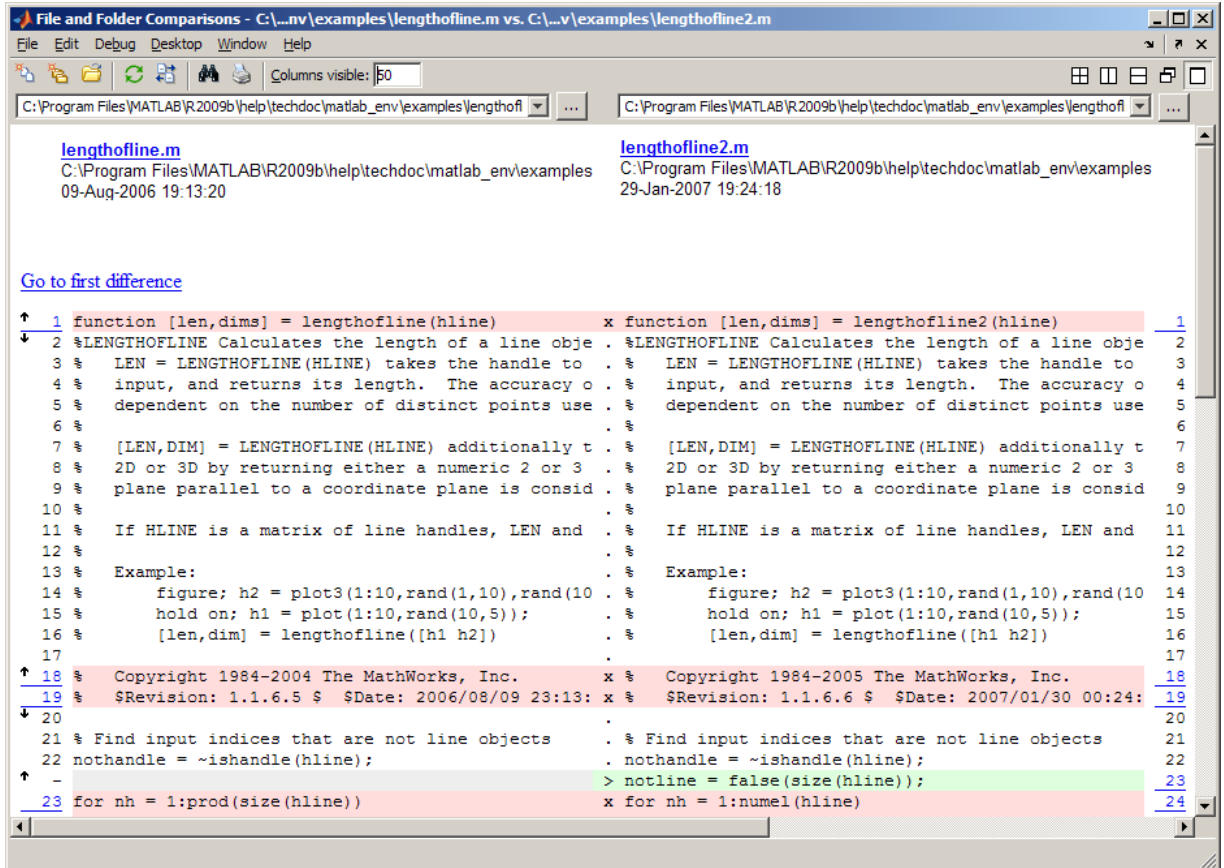 File and Folder Comparisons - C:\...nv\examples\lengthofline.m vs. C:\...v\examples\lengthofline2.m
File Edit Debug Desktop Window Help
Columns visible: 50
C:\Program Files\MATLAB\R2009b\help\techdoc\matlab_env\examples\lengthofl ... C:\Program Files\MATLAB\R2009b\help\techdoc\matlab_env\examples\lengthofl ...
lengthofline.m lengthofline2.m
C:\Program Files\MATLAB\R2009b\help\techdoc\matlab_env\examples C:\Program Files\MATLAB\R2009b\help\techdoc\matlab_env\examples
09-Aug-2006 19:13:20 29-Jan-2007 19:24:18
Go to first difference
1 function [len,dims] = lengthofline(hline) x function [len,dims] = lengthofline2(hline) 1
2 %LENGTHOFLINE Calculates the length of a line obje . %LENGTHOFLINE Calculates the length of a line obje 2
3 % LEN = LENGTHOFLINE(HLINE) takes the handle to . % LEN = LENGTHOFLINE(HLINE) takes the handle to 3
4 % input, and returns its length. The accuracy o . % input, and returns its length. The accuracy o 4
5 % dependent on the number of distinct points use . % dependent on the number of distinct points use 5
6 % . % 6
7 % [LEN,DIM] = LENGTHOFLINE(HLINE) additionally t . % [LEN,DIM] = LENGTHOFLINE(HLINE) additionally t 7
8 % 2D or 3D by returning either a numeric 2 or 3 . % 2D or 3D by returning either a numeric 2 or 3 8
9 % plane parallel to a coordinate plane is consid . % plane parallel to a coordinate plane is consid 9
10 % . % 10
11 % If HLINE is a matrix of line handles, LEN and . % If HLINE is a matrix of line handles, LEN and 11
12 % . % 12
13 % Example: . % Example: 13
14 % figure; h2 = plot3(1:10,rand(1,10),rand(10 . % figure; h2 = plot3(1:10,rand(1,10),rand(10 14
15 % hold on; h1 = plot(1:10,rand(10,5)); . % hold on; h1 = plot(1:10,rand(10,5)); 15
16 % [len,dim] = lengthofline([h1 h2]) . % [len,dim] = lengthofline([h1 h2]) 16
17 . 17
18 % Copyright 1984-2004 The MathWorks, Inc. x % Copyright 1984-2005 The MathWorks, Inc. 18
19 % $Revision: 1.1.6.5 $ $Date: 2006/08/09 23:13: x % $Revision: 1.1.6.6 $ $Date: 2007/01/30 00:24: 19
20 . 20
21 % Find input indices that are not line objects . % Find input indices that are not line objects 21
22 nothandle = ~ishandle(hline); . nothandle = ~ishandle(hline); 22
- > notline = false(size(hline)); 23
23 for nh = 1:prod(size(hline)) x for nh = 1:numel(hline) 24